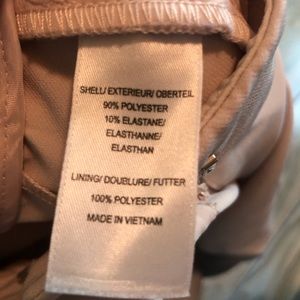 SHELL/ EXTERIEUR/ OBERTEIL
90% POLYESTER
10% ELASTANE/
ELASTHANNE/
ELASTHAN
LINING/ DOUBLURE/ FUTTER
100% POLYESTER
MADE IN VIETNAM